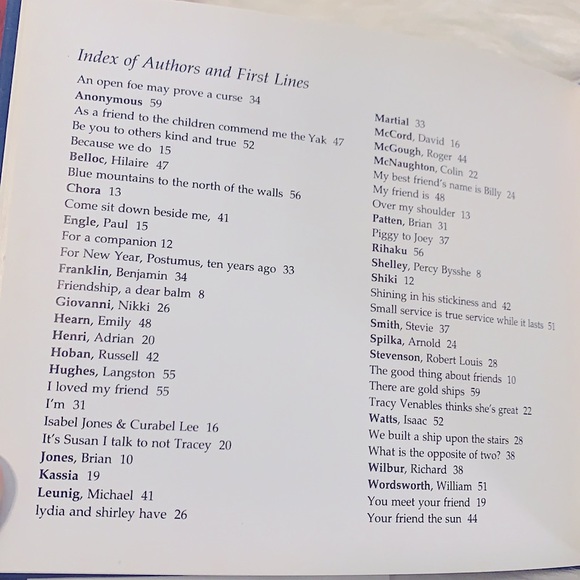 Index of Authors and First Lines
An open foe may prove a curse 34
Anonymous 59
As a friend to the children commend me the Yak 47
Be you to others kind and true 52
Because we do 15
Belloc, Hilaire 47
Blue mountains to the north of the walls 56
Chora 13
Come sit down beside me, 41
Engle, Paul 15
For a companion 12
For New Year, Postumus, ten years ago 33
Franklin, Benjamin 34
Friendship, a dear balm 8
Giovanni, Nikki 26
Hearn, Emily 48
Henri, Adrian 20
Hoban, Russell 42
Hughes, Langston 55
I loved my friend 55
I'm 31
Isabel Jones & Curabel Lee 16
It's Susan I talk to not Tracey 20
Jones, Brian 10
Kassia 19
Leunig, Michael 41
lydia and shirley have 26
Martial 33
McCord, David 16
McGough, Roger 44
McNaughton, Colin 22
My best friend's name is Billy 24
My friend is 48
Over my shoulder 13
Patten, Brian 31
Piggy to Joey 37
Rihaku 56
Shelley, Percy Bysshe 8
Shiki 12
Shining in his stickiness and 42
Small service is true service while it lasts 51
Smith, Stevie 37
Spilka, Arnold 24
Stevenson, Robert Louis 28
The good thing about friends 10
There are gold ships 59
Tracy Venables thinks she's great 22
Watts, Isaac 52
We built a ship upon the stairs 28
What is the opposite of two? 38
Wilbur, Richard 38
Wordsworth, William 51
You meet your friend 19
Your friend the sun 44